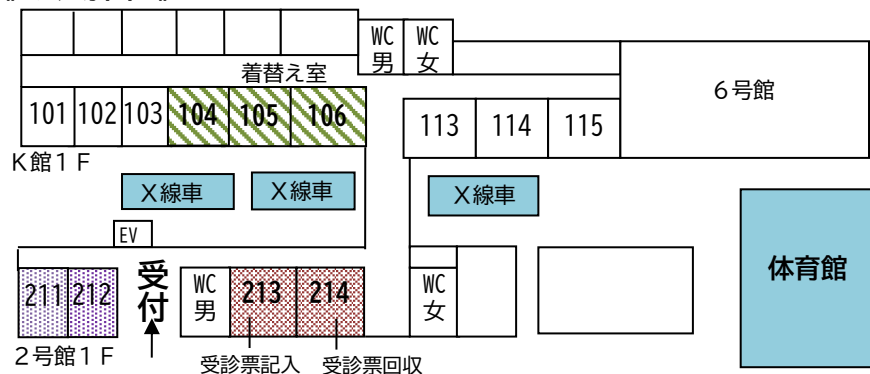 WC
男
WC
女
着替え室
6号館
101
102
103
104
105
106
113
114
115
K館1F
X線車
X線車
X線車
EV
体育館
211
212
受付
WC
男
213
214
WC
女
2号館1F
受診票記入
受診票回収